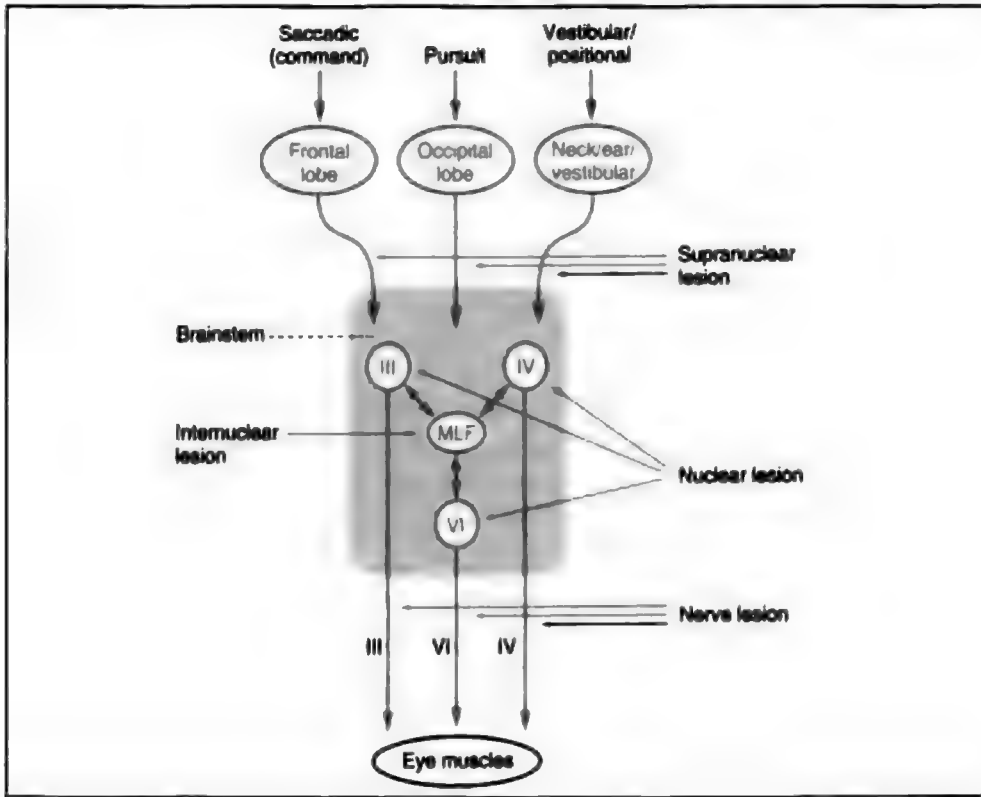 Saccadic
(command)
Pursuit
Vestibular/
positional
Frontal
lobe
Occipital
lobe
Neck/ear/
vestibular
Supranuclear
lesion
Brainstem
III
IV
MLF
Internuclear
lesion
Nuclear lesion
VI
Nerve lesion
III
VI
IV
Eye muscles